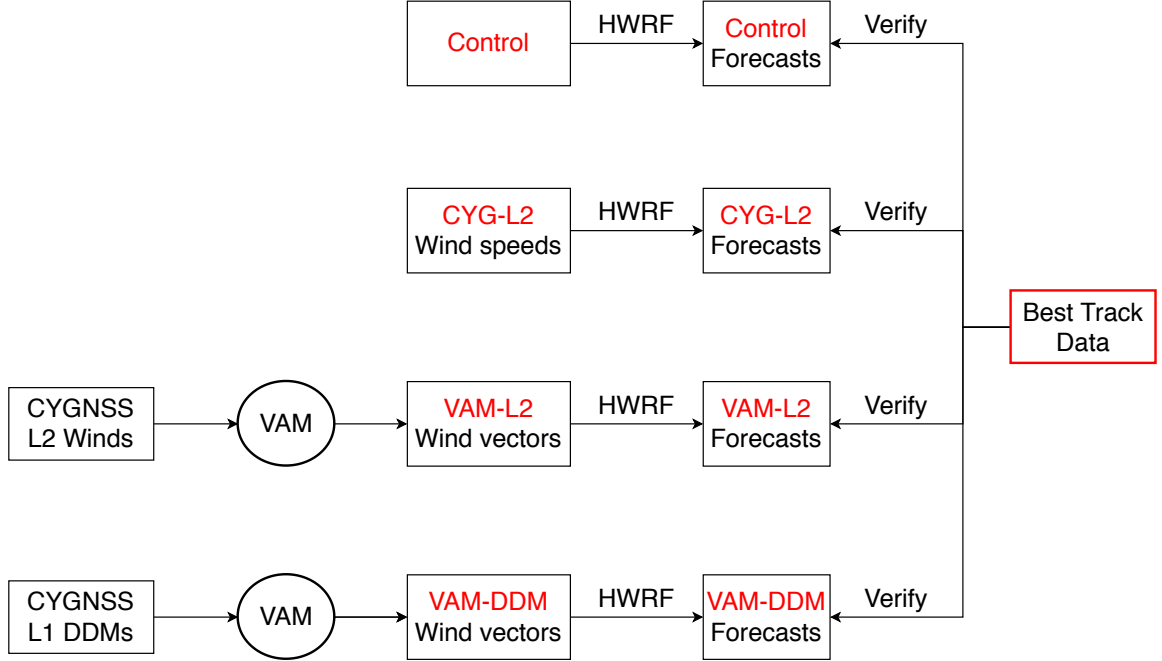 Control
HWRF
Control
Forecasts
Verify
CYG-L2
Wind speeds
HWRF
CYG-L2
Forecasts
Verify
Best Track
Data
CYGNSS
L2 Winds
VAM
VAM-L2
Wind vectors
HWRF
VAM-L2
Forecasts
Verify
CYGNSS
L1 DDMs
VAM
VAM-DDM
Wind vectors
HWRF
VAM-DDM
Forecasts
Verify